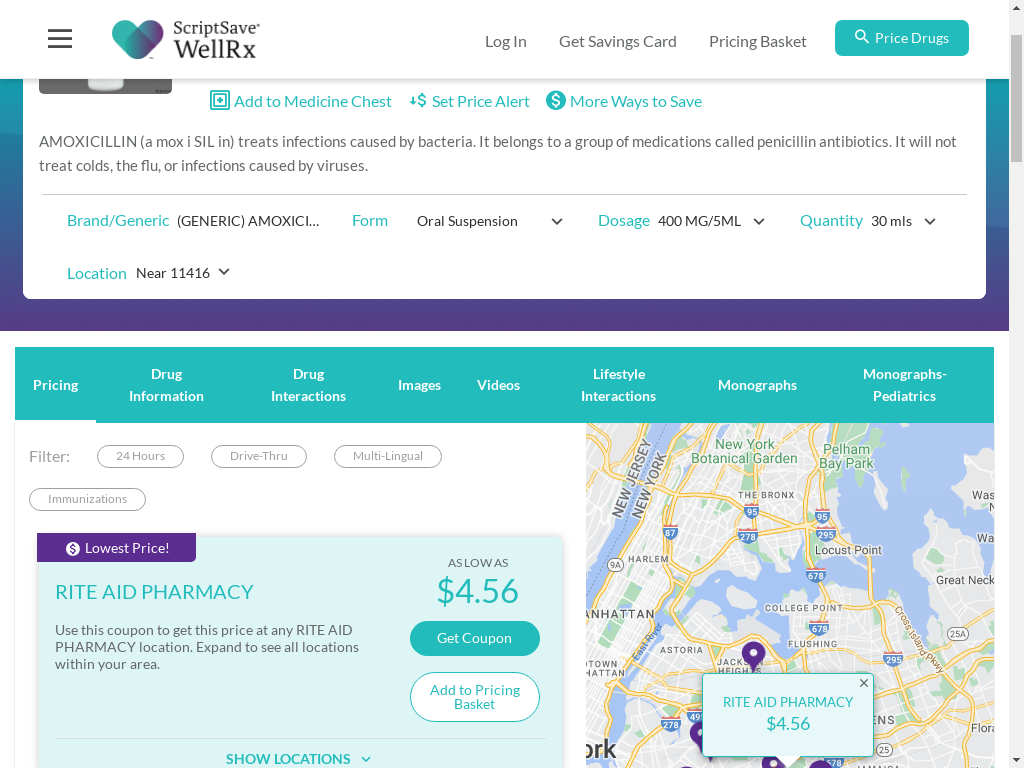 ScriptSave®
WellRx
Log In
Get Savings Card
Pricing Basket
Price Drugs
Add to Medicine Chest
Set Price Alert
More Ways to Save
AMOXICILLIN (a mox i SIL in) treats infections caused by bacteria. It belongs to a group of medications called penicillin antibiotics. It will not
treat colds, the flu, or infections caused by viruses.
Brand/Generic (GENERIC) AMOXICI...
Form Oral Suspension
Dosage 400 MG/5ML
Quantity 30 mls
Location Near 11416
Pricing
Drug
Information
Drug
Interactions
Images
Videos
Lifestyle
Interactions
Monographs
Monographs-
Pediatrics
Filter:
24 Hours
Drive-Thru
Multi-Lingual
Immunizations
Lowest Price!
RITE AID PHARMACY
Use this coupon to get this price at any RITE AID
PHARMACY location. Expand to see all locations
within your area.
AS LOW AS
$4.56
Get Coupon
Add to Pricing
Basket
SHOW LOCATIONS
New York
Botanical Garden
Pelham
Bay Park
NEW JERSEY
NEW YORK
THE BRONX
Was
95
95
87
278
295
Wa
Locust Point
HARLEM
9A
678
Great Neck
ANHATTAN
COLLEGE POINT
678
Cross Island Pkwy
25A
East River
ASTORIA
FLUSHING
295
DTOWN
HATTAN
JACKSON
HEIGHTS
278
495
RITE AID PHARMACY
$4.56
ENS
Flora
ork
25
678
JAMAICA